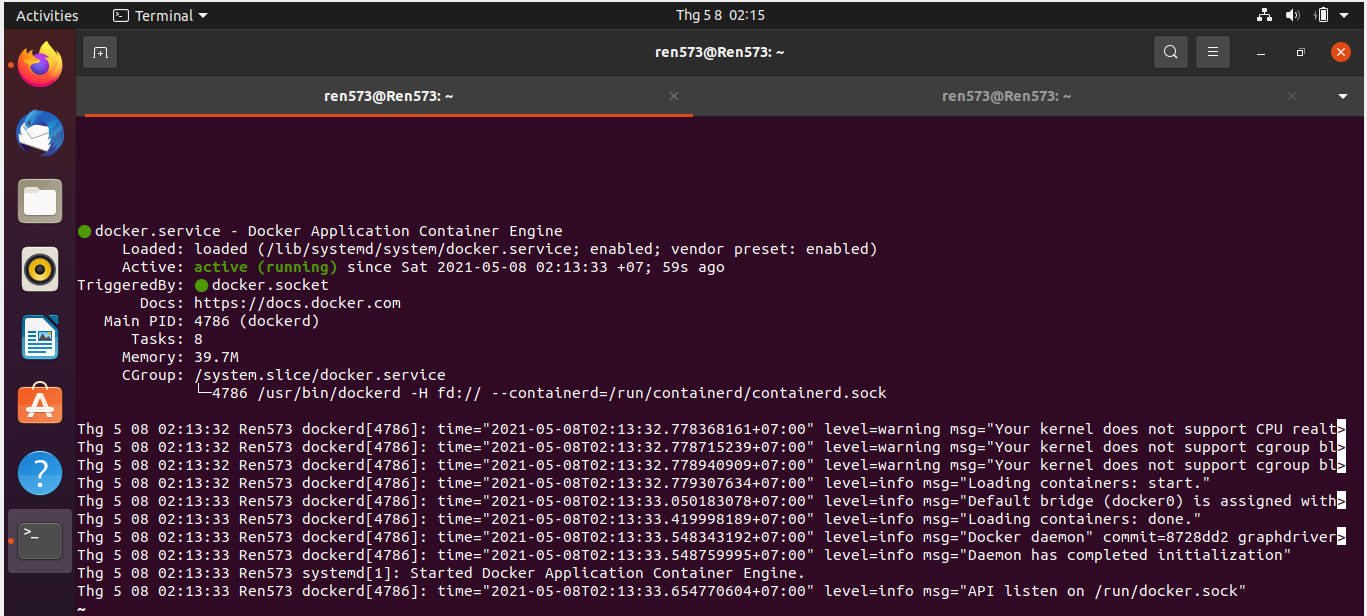 Activities Terminal Thg 5 8 02:15
ren573@Ren573: ~
ren573@Ren573: ~ ren573@Ren573: ~
docker.service - Docker Application Container Engine
Loaded: loaded (/lib/systemd/system/docker.service; enabled; vendor preset: enabled)
Active: active (running) since Sat 2021-05-08 02:13:33 +07; 59s ago
TriggeredBy: docker.socket
Docs: https://docs.docker.com
Main PID: 4786 (dockerd)
Tasks: 8
Memory: 39.7M
CGroup: /system.slice/docker.service
└─4786 /usr/bin/dockerd -H fd:// --containerd=/run/containerd/containerd.sock
Thg 5 08 02:13:32 Ren573 dockerd[4786]: time="2021-05-08T02:13:32.778368161+07:00" level=warning msg="Your kernel does not support CPU realt>
Thg 5 08 02:13:32 Ren573 dockerd[4786]: time="2021-05-08T02:13:32.778715239+07:00" level=warning msg="Your kernel does not support cgroup bl>
Thg 5 08 02:13:32 Ren573 dockerd[4786]: time="2021-05-08T02:13:32.778940909+07:00" level=warning msg="Your kernel does not support cgroup bl>
Thg 5 08 02:13:32 Ren573 dockerd[4786]: time="2021-05-08T02:13:32.779307634+07:00" level=info msg="Loading containers: start."
Thg 5 08 02:13:33 Ren573 dockerd[4786]: time="2021-05-08T02:13:33.050183078+07:00" level=info msg="Default bridge (docker0) is assigned with>
Thg 5 08 02:13:33 Ren573 dockerd[4786]: time="2021-05-08T02:13:33.419998189+07:00" level=info msg="Loading containers: done."
Thg 5 08 02:13:33 Ren573 dockerd[4786]: time="2021-05-08T02:13:33.548343192+07:00" level=info msg="Docker daemon" commit=8728dd2 graphdriver>
Thg 5 08 02:13:33 Ren573 dockerd[4786]: time="2021-05-08T02:13:33.548759995+07:00" level=info msg="Daemon has completed initialization"
Thg 5 08 02:13:33 Ren573 systemd[1]: Started Docker Application Container Engine.
Thg 5 08 02:13:33 Ren573 dockerd[4786]: time="2021-05-08T02:13:33.654770604+07:00" level=info msg="API listen on /run/docker.sock"
~